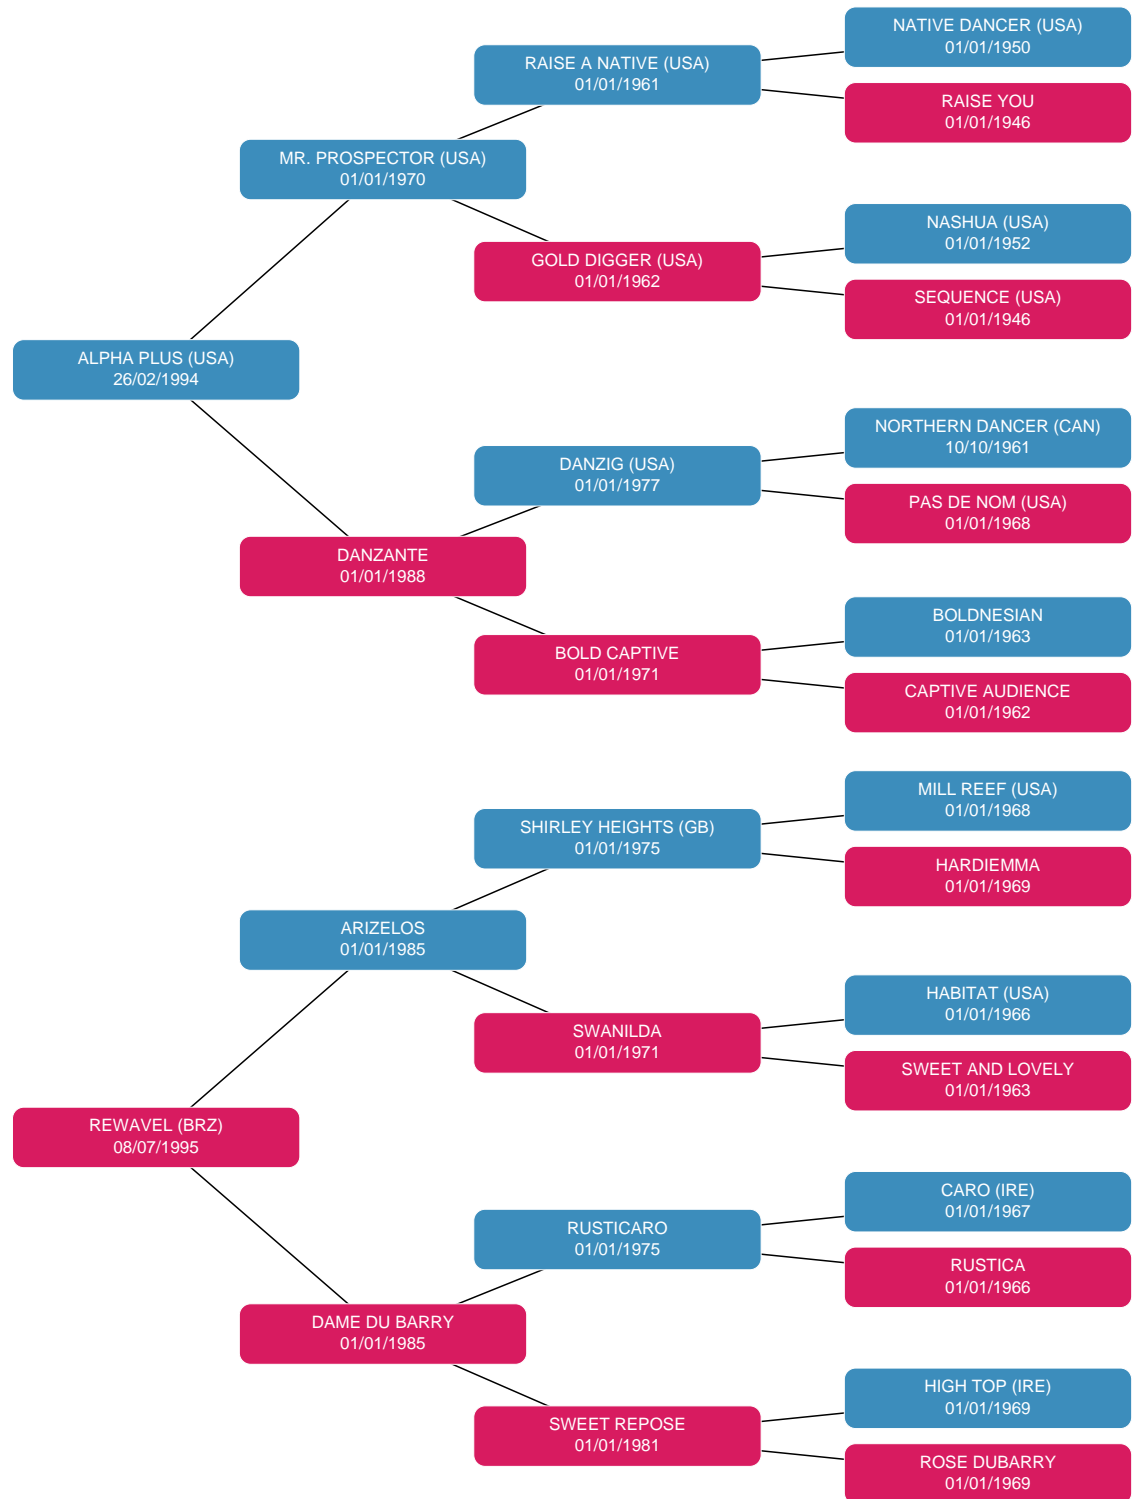 NATIVE DANCER (USA)
01/01/1950
RAISE A NATIVE (USA)
01/01/1961
RAISE YOU
01/01/1946
MR. PROSPECTOR (USA)
01/01/1970
NASHUA (USA)
01/01/1952
GOLD DIGGER (USA)
01/01/1962
SEQUENCE (USA)
01/01/1946
ALPHA PLUS (USA)
26/02/1994
NORTHERN DANCER (CAN)
10/10/1961
DANZIG (USA)
01/01/1977
PAS DE NOM (USA)
01/01/1968
DANZANTE
01/01/1988
BOLDNESIAN
01/01/1963
BOLD CAPTIVE
01/01/1971
CAPTIVE AUDIENCE
01/01/1962
MILL REEF (USA)
01/01/1968
SHIRLEY HEIGHTS (GB)
01/01/1975
HARDIEMMA
01/01/1969
ARIZELOS
01/01/1985
HABITAT (USA)
01/01/1966
SWANILDA
01/01/1971
SWEET AND LOVELY
01/01/1963
REWAVEL (BRZ)
08/07/1995
CARO (IRE)
01/01/1967
RUSTICARO
01/01/1975
RUSTICA
01/01/1966
DAME DU BARRY
01/01/1985
HIGH TOP (IRE)
01/01/1969
SWEET REPOSE
01/01/1981
ROSE DUBARRY
01/01/1969